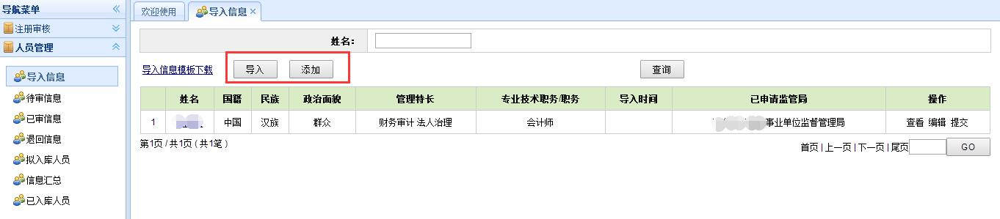 导航菜单
注册审核
人员管理
导入信息
待审信息
已审信息
退回信息
拟入库人员
信息汇总
已入库人员
欢迎使用 导入信息
姓名：
导入信息模板下载 导入 添加 查询
姓名 国籍 民族 政治面貌 管理特长 专业技术职务/职务 导入时间 已申请监管局 操作
1 中国 汉族 群众 财务审计 法人治理 会计师 事业单位监督管理局 查看 编辑 提交
第1页 / 共1页 ( 共1笔 )
首页 | 上一页 | 下一页 | 尾页 GO